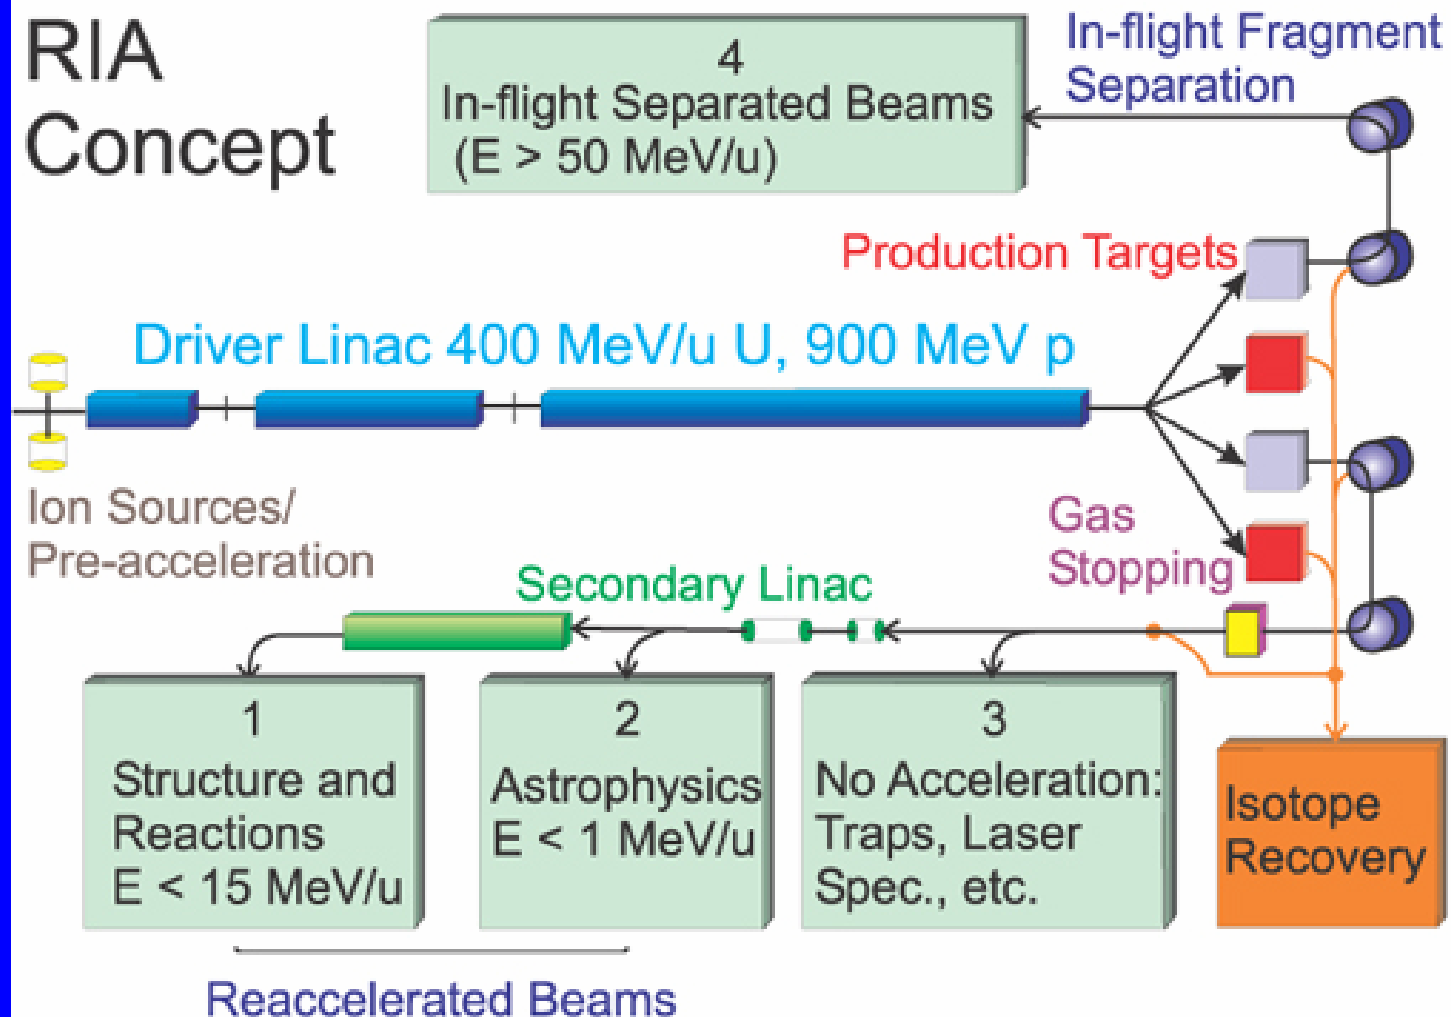 RIA
Concept
4
In-flight Separated Beams
(E > 50 MeV/u)
In-flight Fragment
Separation
Production Targets
Driver Linac 400 MeV/u U, 900 MeV p
Ion Sources/
Pre-acceleration
Gas
Stopping
Secondary Linac
1
Structure and
Reactions
E < 15 MeV/u
2
Astrophysics
E < 1 MeV/u
3
No Acceleration:
Traps, Laser
Spec., etc.
Isotope
Recovery
Reaccelerated Beams